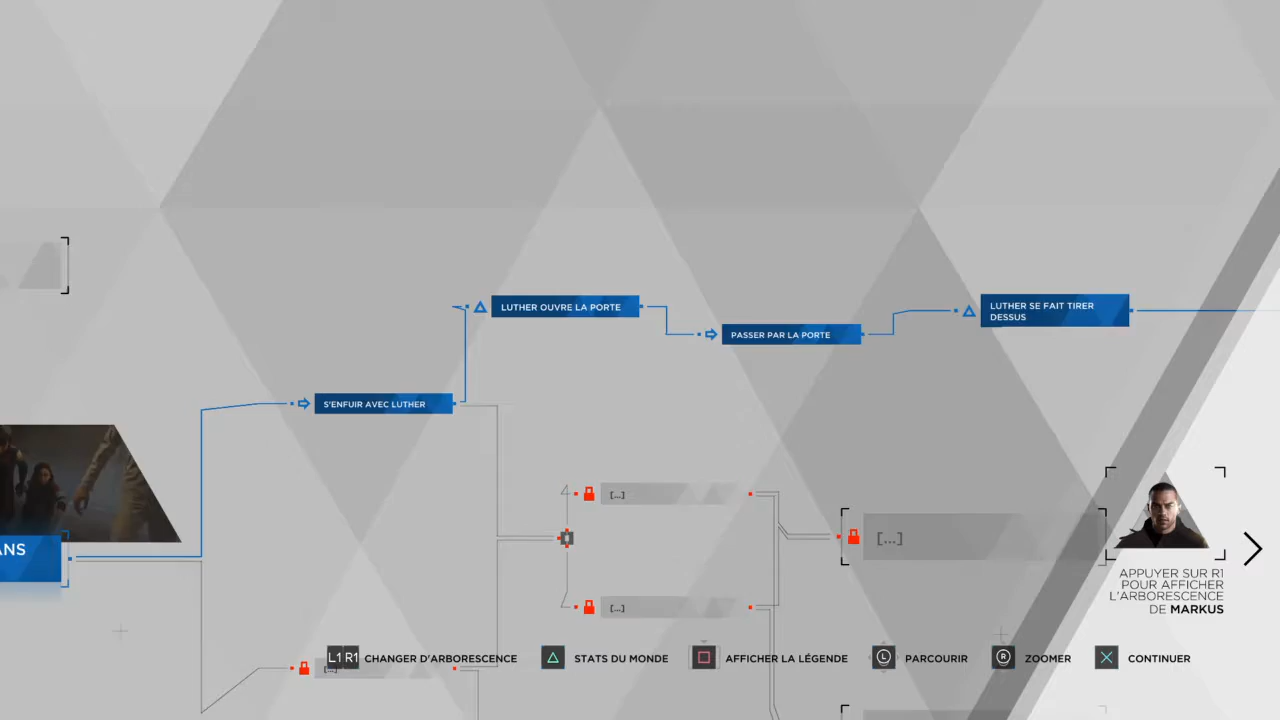 LUTHER OUVRE LA PORTE
LUTHER SE FAIT TIRER
DESSUS
PASSER PAR LA PORTE
S'ENFUIR AVEC LUTHER
[...]
[...]
ANS
[...]
APPUYER SUR R1
POUR AFFICHER
L'ARBORESCENCE
DE MARKUS
[...]
L1 R1 CHANGER D'ARBORESCENCE
STATS DU MONDE
AFFICHER LA LÉGENDE
L PARCOURIR
R ZOOMER
CONTINUER
[...]